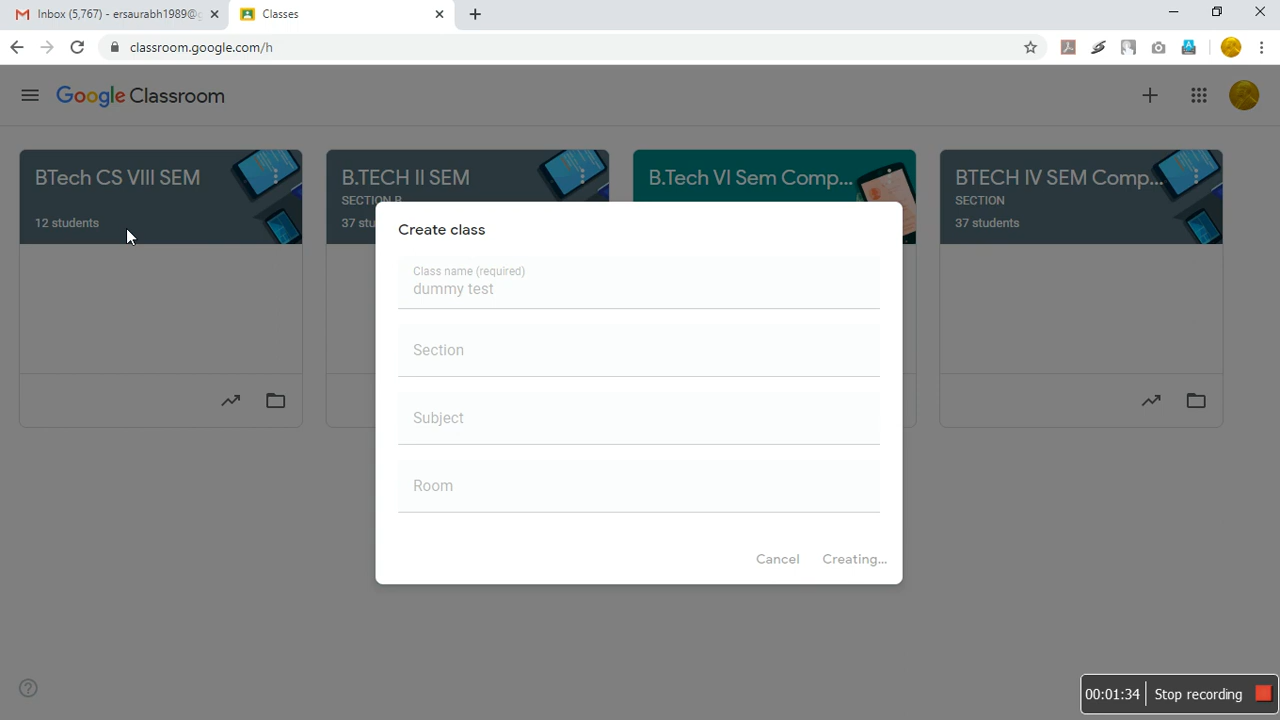 Inbox (5,767) - ersaurabh1989@
Classes
classroom.google.com/h
Google Classroom
BTech CS VIII SEM
12 students
B.TECH II SEM
SECTION B
37 stu
B.Tech VI Sem Comp...
BTECH IV SEM Comp...
SECTION
37 students
Create class
Class name (required)
dummy test
Section
Subject
Room
Cancel
Creating...
00:01:34
Stop recording